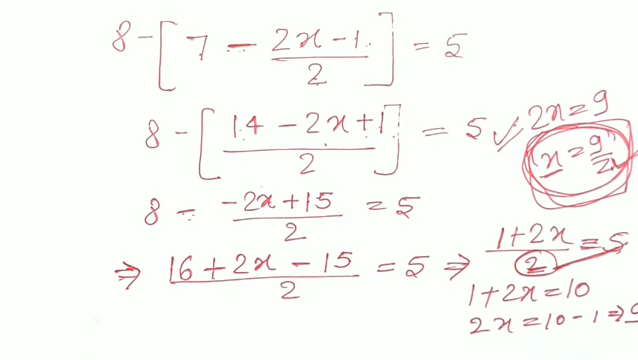 8 - [7 - (2x-1)/2] = 5
8 - [(14-2x+1)/2] = 5 ✓
8 - (-2x+15)/2 = 5
⇒ (16+2x-15)/2 = 5 ⇒ (1+2x)/2 = 5
1+2x=10
2x=10-1⇒9
2x=9
x=9/2